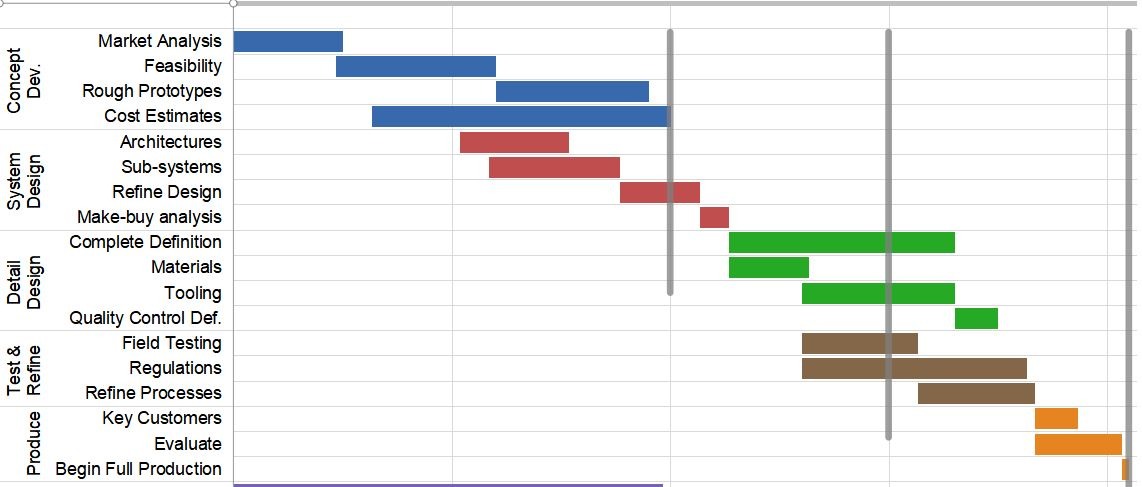 Concept
Dev.
Market Analysis
Feasibility
Rough Prototypes
Cost Estimates
System
Design
Architectures
Sub-systems
Refine Design
Make-buy analysis
Detail
Design
Complete Definition
Materials
Tooling
Quality Control Def.
Test &
Refine
Field Testing
Regulations
Refine Processes
Produce
Key Customers
Evaluate
Begin Full Production